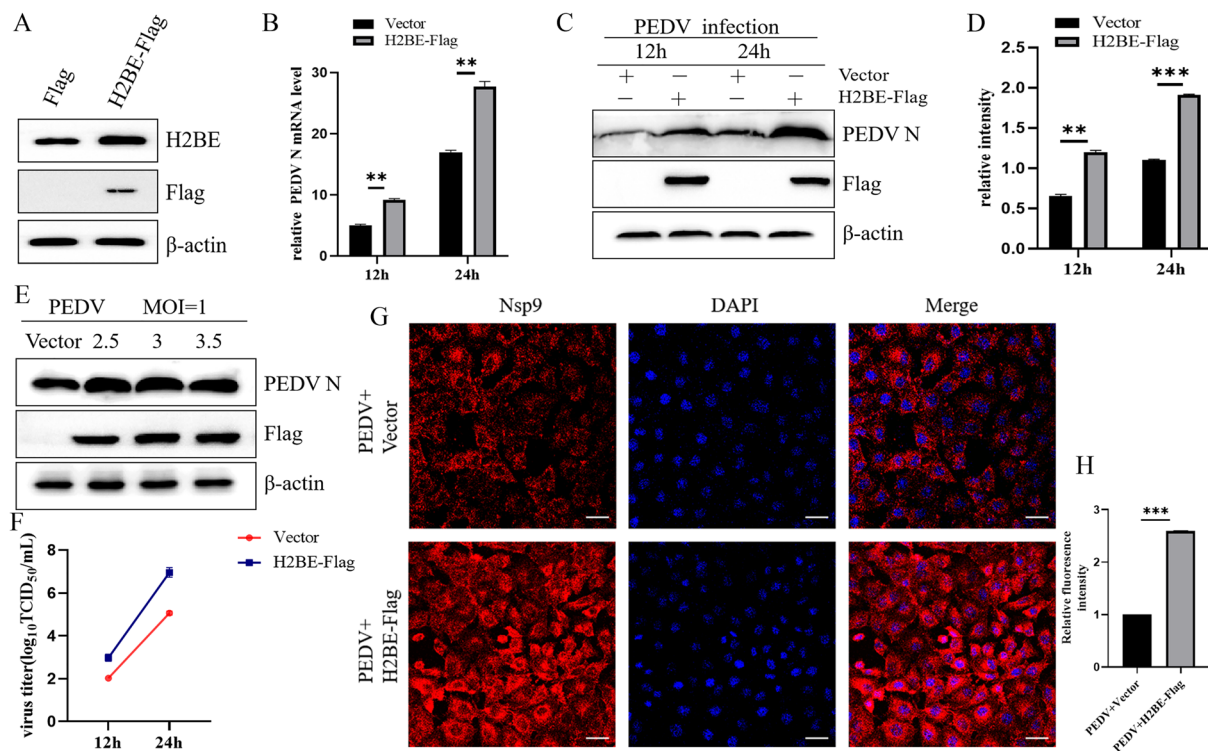 A
Flag
H2BE-Flag
H2BE
Flag
β-actin
B
Vector
H2BE-Flag
relative PEDV N mRNA level
30
20
10
0
**
**
12h
24h
C
PEDV infection
12h 24h
+ − + − Vector
− + − + H2BE-Flag
PEDV N
Flag
β-actin
D
Vector
H2BE-Flag
relative intensity
2.5
2.0
1.5
1.0
0.5
0.0
**
***
12h
24h
E
PEDV MOI=1
Vector 2.5 3 3.5
PEDV N
Flag
β-actin
F
Vector
H2BE-Flag
virus titer(log10TCID50/mL)
8
6
4
2
0
12h
24h
G
Nsp9 DAPI Merge
PEDV+
Vector
PEDV+
H2BE-Flag
H
Relative fluoresence
intensity
3
2
1
0
***
PEDV+Vector
PEDV+H2BE-Flag